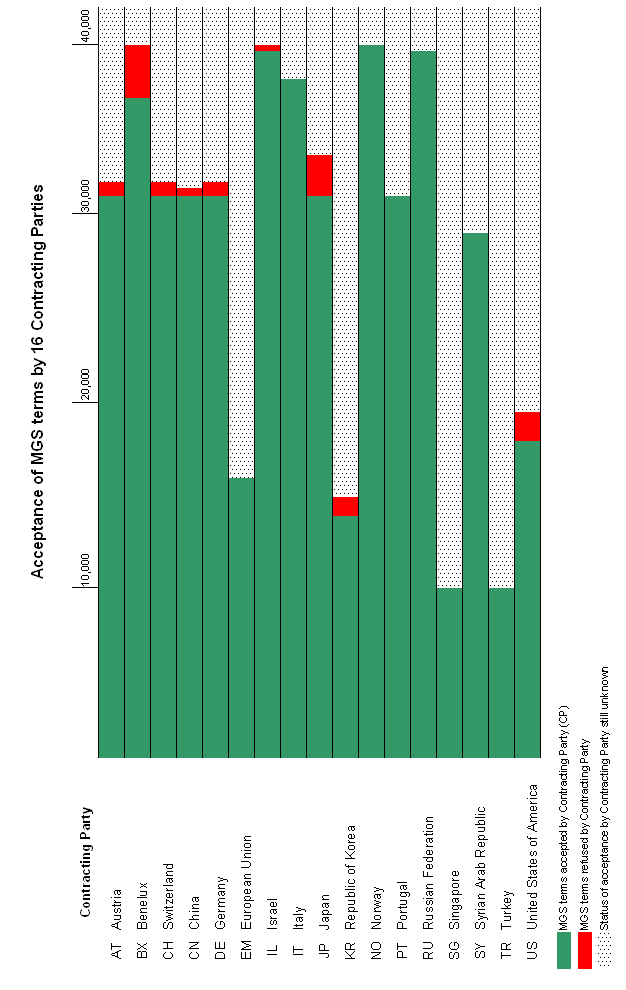 Acceptance of MGS terms by 16 Contracting Parties
Contracting Party
10,000
20,000
30,000
40,000
AT Austria
BX Benelux
CH Switzerland
CN China
DE Germany
EM European Union
IL Israel
IT Italy
JP Japan
KR Republic of Korea
NO Norway
PT Portugal
RU Russian Federation
SG Singapore
SY Syrian Arab Republic
TR Turkey
US United States of America
MGS terms accepted by Contracting Party (CP)
MGS terms refused by Contracting Party
Status of acceptance by Contracting Party still unknown